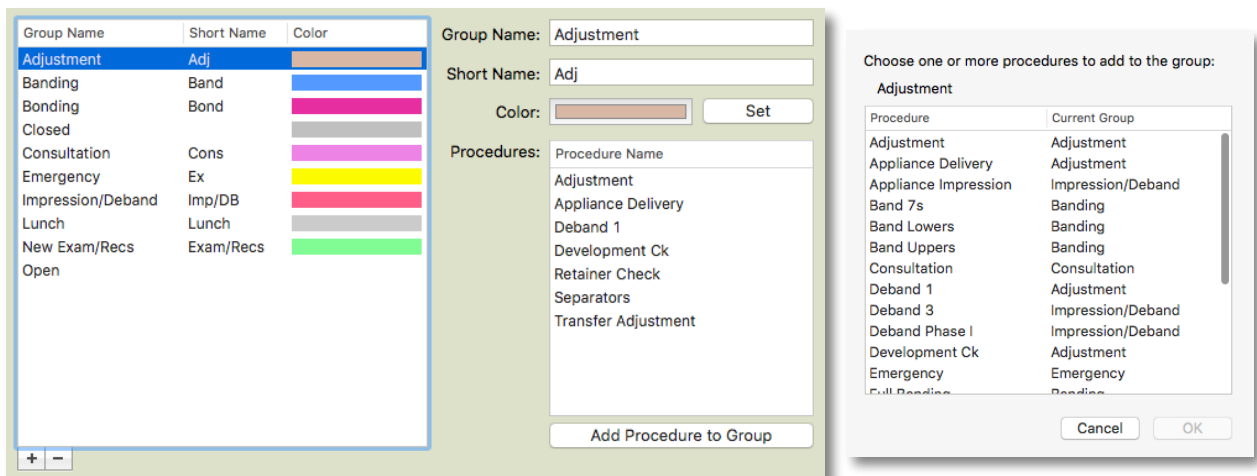 Group Name Short Name Color
Adjustment Adj
Banding Band
Bonding Bond
Closed
Consultation Cons
Emergency Ex
Impression/Deband Imp/DB
Lunch Lunch
New Exam/Recs Exam/Recs
Open
+ −
Group Name: Adjustment
Short Name: Adj
Color: Set
Procedures: Procedure Name
Adjustment
Appliance Delivery
Deband 1
Development Ck
Retainer Check
Separators
Transfer Adjustment
Add Procedure to Group
Choose one or more procedures to add to the group:
Adjustment
Procedure Current Group
Adjustment Adjustment
Appliance Delivery Adjustment
Appliance Impression Impression/Deband
Band 7s Banding
Band Lowers Banding
Band Uppers Banding
Consultation Consultation
Deband 1 Adjustment
Deband 3 Impression/Deband
Deband Phase I Impression/Deband
Development Ck Adjustment
Emergency Emergency
Full Banding Banding
Cancel OK